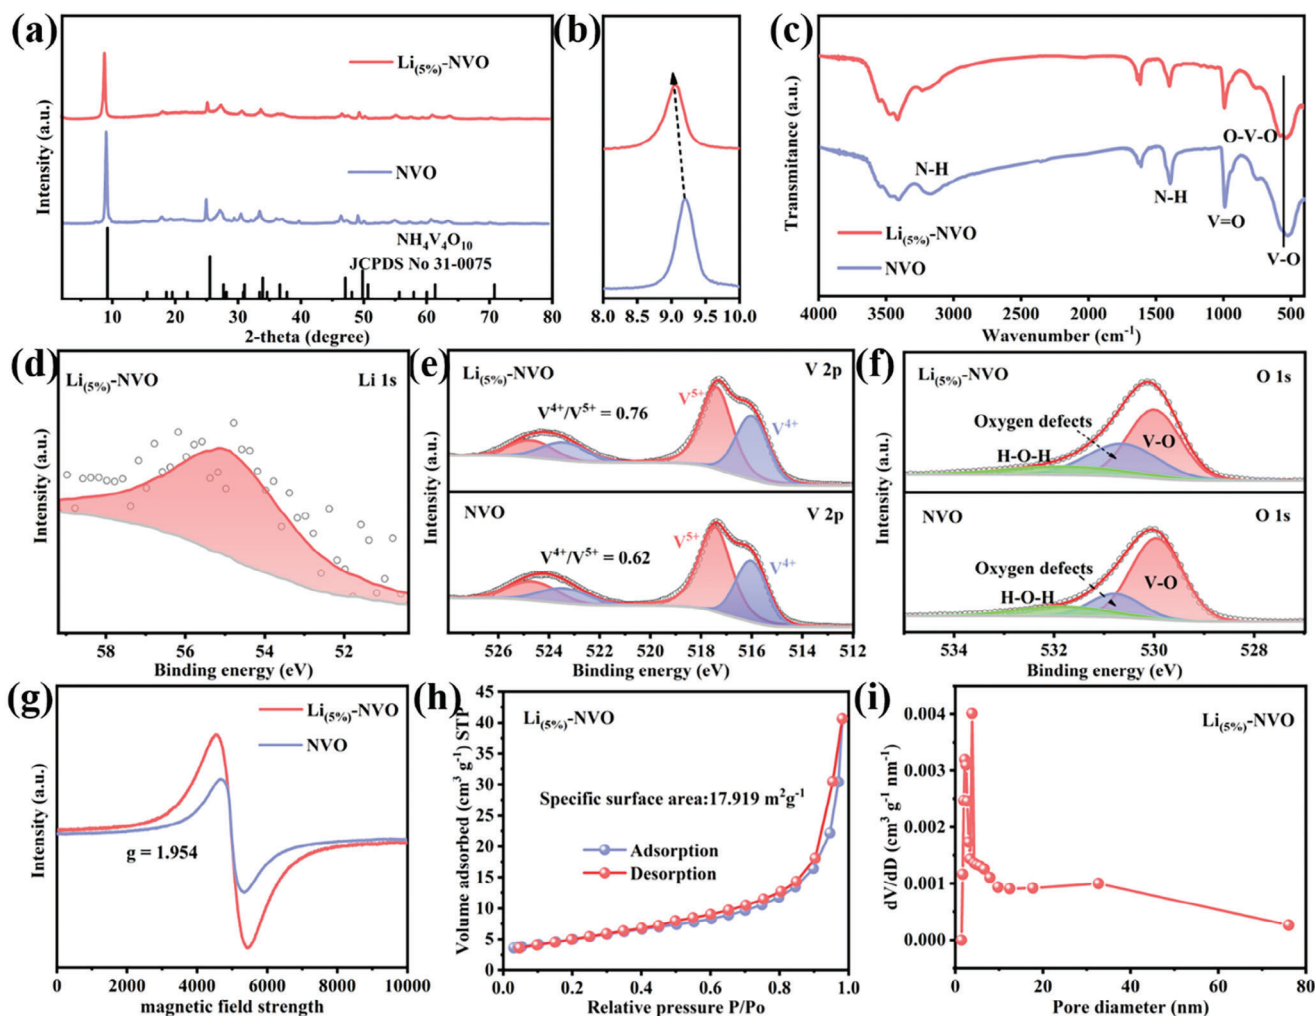 (a)
Li(5%)-NVO
NVO
NH4V4O10
JCPDS No 31-0075
Intensity (a.u.)
10 20 30 40 50 60 70 80
2-theta (degree)
(b)
8.0 8.5 9.0 9.5 10.0
(c)
Transmitance (a.u.)
N-H
N-H
O-V-O
V=O
V-O
Li(5%)-NVO
NVO
4000 3500 3000 2500 2000 1500 1000 500
Wavenumber (cm-1)
(d)
Li(5%)-NVO
Li 1s
Intensity (a.u.)
58 56 54 52
Binding energy (eV)
(e)
Li(5%)-NVO
V 2p
V4+/V5+ = 0.76
V5+
V4+
NVO
V 2p
V4+/V5+ = 0.62
V5+
V4+
Intensity (a.u.)
526 524 522 520 518 516 514 512
Binding energy (eV)
(f)
Li(5%)-NVO
O 1s
Oxygen defects
H-O-H
V-O
NVO
O 1s
Oxygen defects
H-O-H
V-O
Intensity (a.u.)
534 532 530 528
Binding energy (eV)
(g)
Li(5%)-NVO
NVO
g = 1.954
Intensity (a.u.)
0 2000 4000 6000 8000 10000
magnetic field strength
(h)
Li(5%)-NVO
Specific surface area:17.919 m2g-1
Adsorption
Desorption
Volume adsorbed (cm3 g-1) STP
45
40
35
30
25
20
15
10
5
0
0.0 0.2 0.4 0.6 0.8 1.0
Relative pressure P/Po
(i)
Li(5%)-NVO
dV/dD (cm3 g-1 nm-1)
0.004
0.003
0.002
0.001
0.000
0 20 40 60 80
Pore diameter (nm)